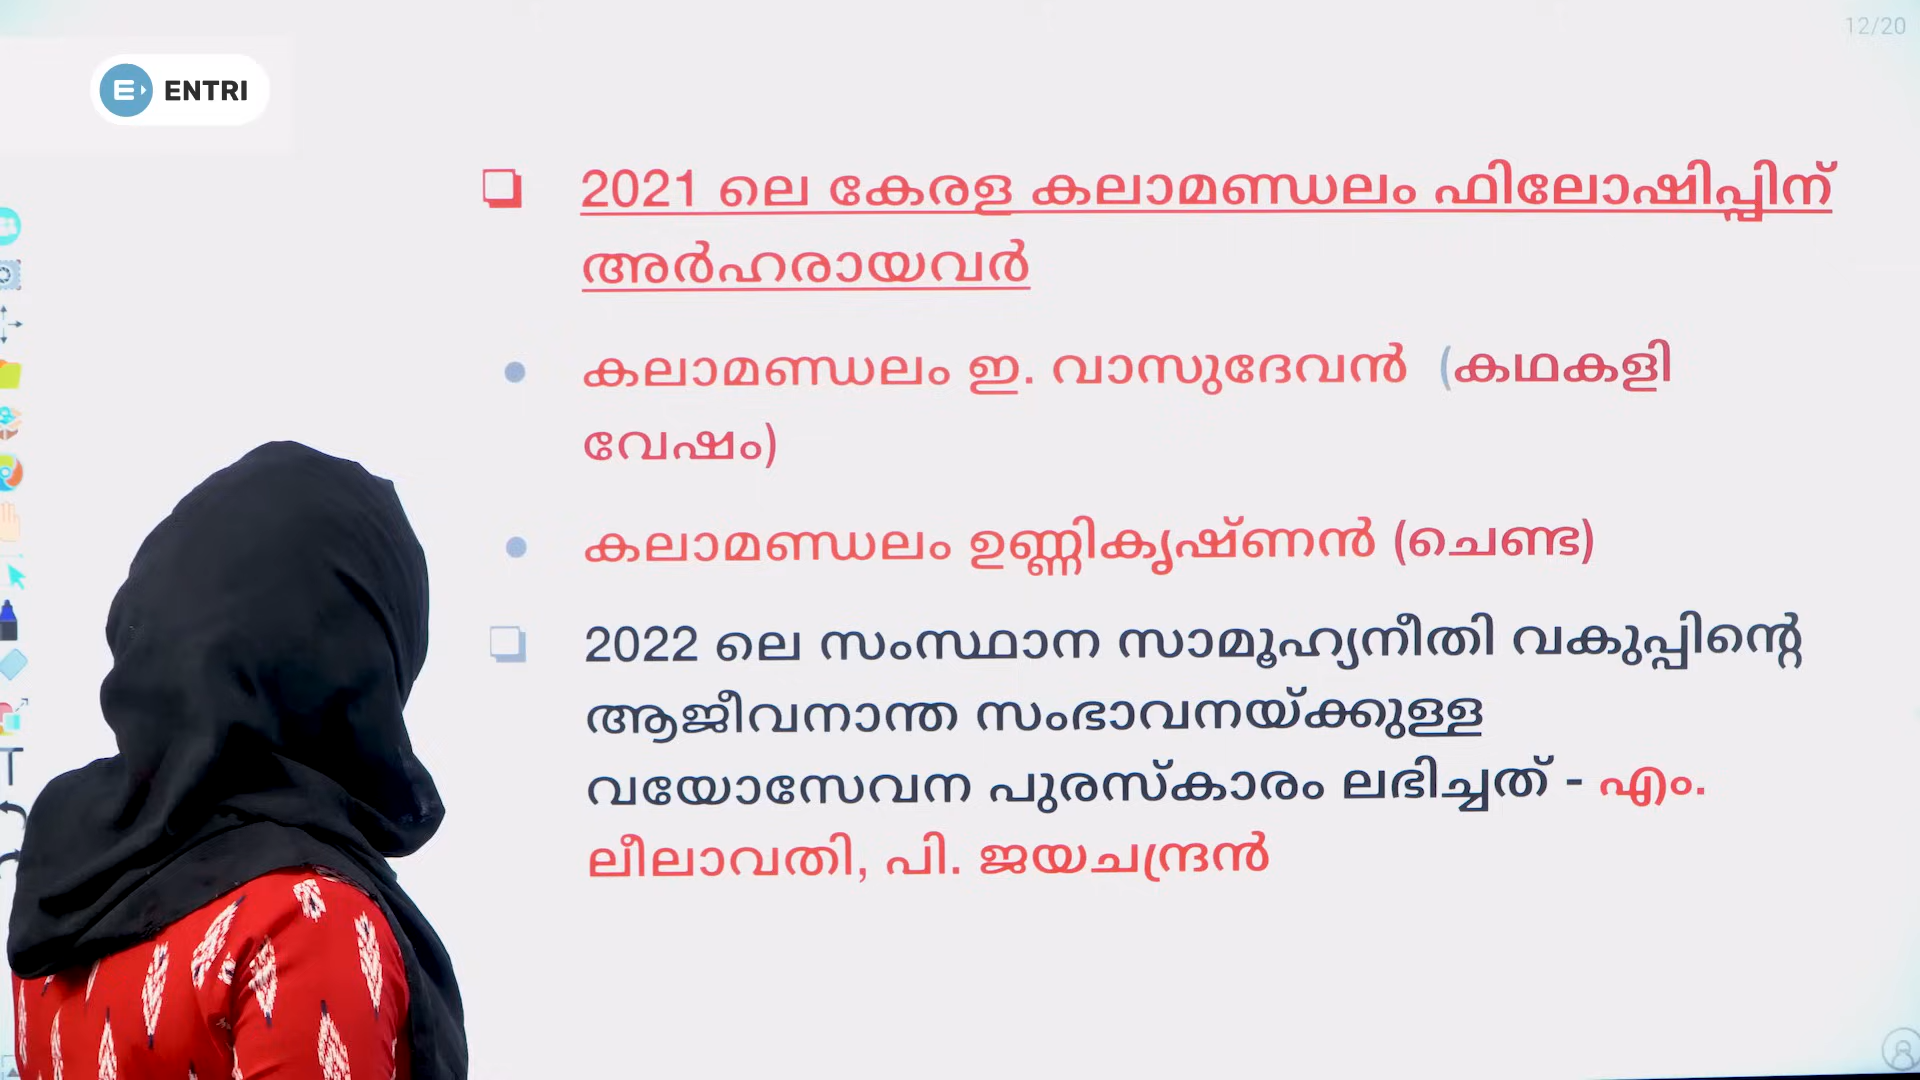 12/20
ENTRI
2021 ലെ കേരള കലാമണ്ഡലം ഫിലോഷിപ്പിന്
അർഹരായവർ
കലാമണ്ഡലം ഇ. വാസുദേവൻ (കഥകളി
വേഷം)
കലാമണ്ഡലം ഉണ്ണികൃഷ്ണൻ (ചെണ്ട)
2022 ലെ സംസ്ഥാന സാമൂഹ്യനീതി വകുപ്പിന്റെ
ആജീവനാന്ത സംഭാവനയ്ക്കുള്ള
വയോസേവന പുരസ്കാരം ലഭിച്ചത് - എം.
ലീലാവതി, പി. ജയചന്ദ്രൻ